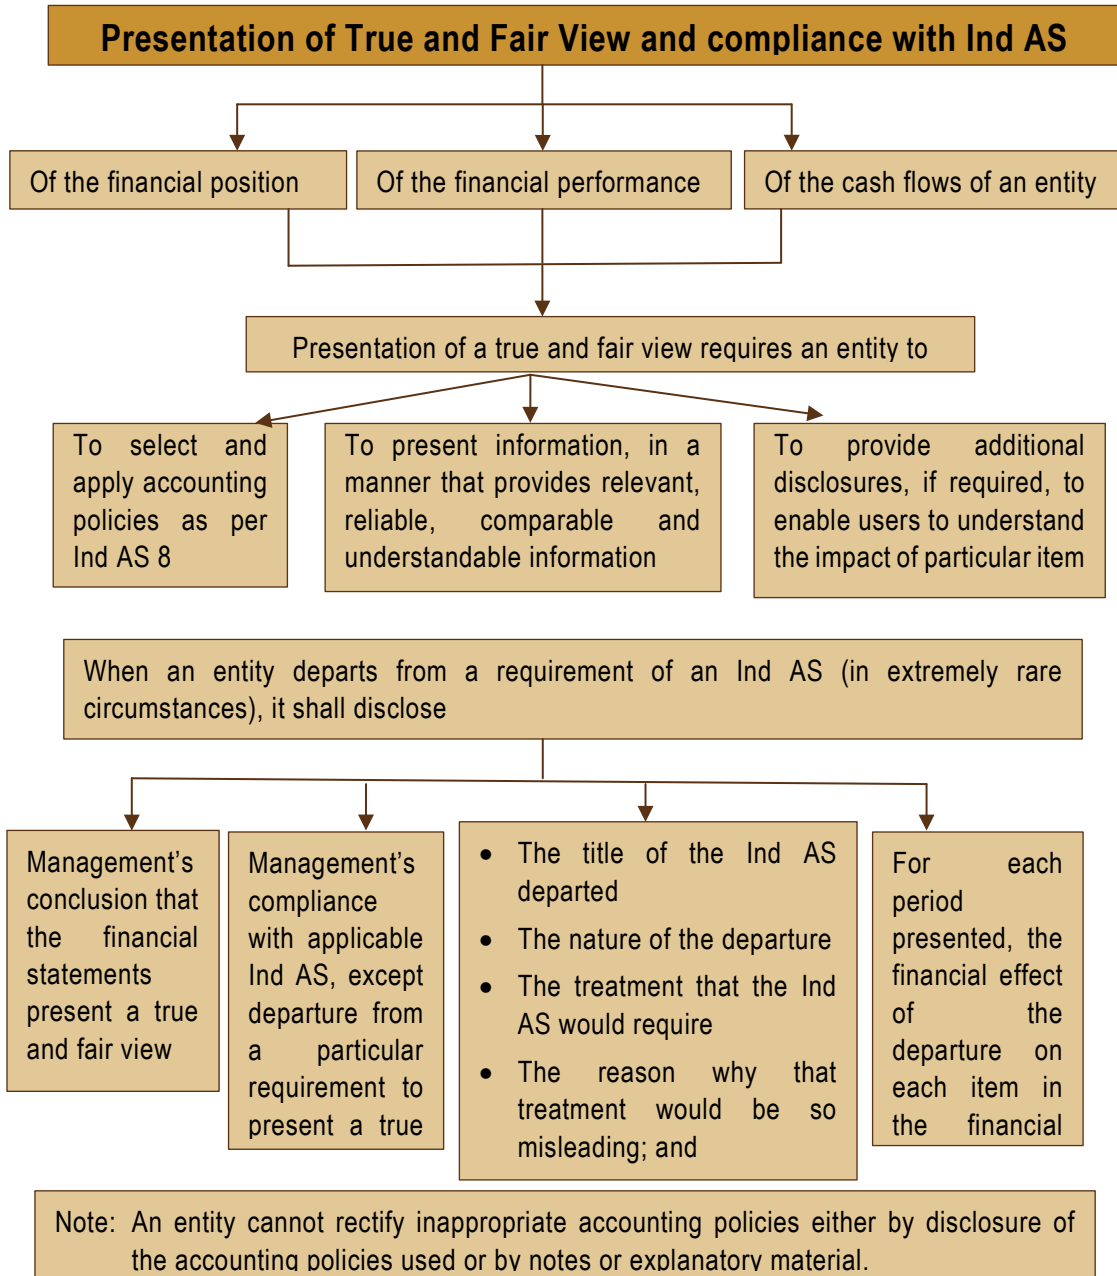 Presentation of True and Fair View and compliance with Ind AS
Of the financial position
Of the financial performance
Of the cash flows of an entity
Presentation of a true and fair view requires an entity to
To select and
apply accounting
policies as per
Ind AS 8
To present information, in a
manner that provides relevant,
reliable, comparable and
understandable information
To provide additional
disclosures, if required, to
enable users to understand
the impact of particular item
When an entity departs from a requirement of an Ind AS (in extremely rare
circumstances), it shall disclose
Management's
conclusion that
the financial
statements
present a true
and fair view
Management's
compliance
with applicable
Ind AS, except
departure from
a particular
requirement to
present a true
• The title of the Ind AS
departed
• The nature of the departure
• The treatment that the Ind
AS would require
• The reason why that
treatment would be so
misleading; and
For each
period
presented, the
financial effect
of the
departure on
each item in
the financial
Note: An entity cannot rectify inappropriate accounting policies either by disclosure of
the accounting policies used or by notes or explanatory material.